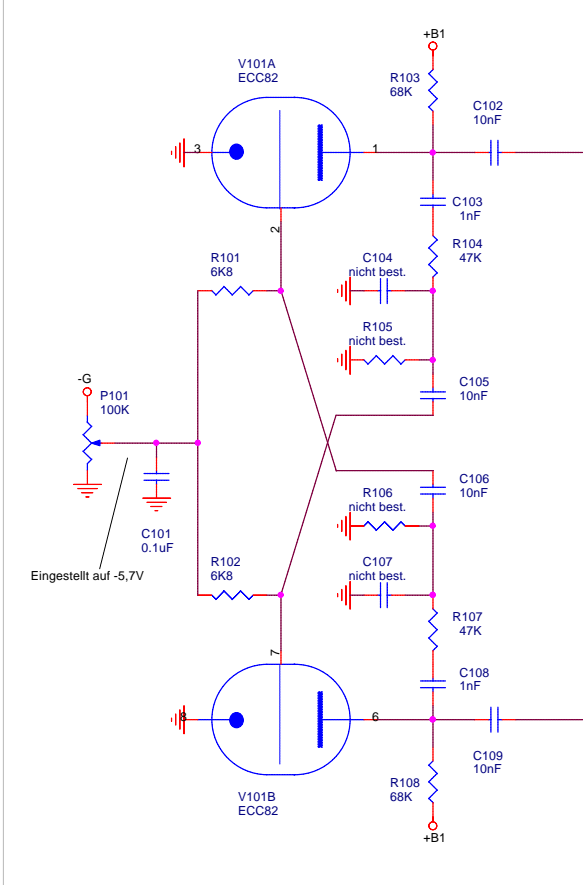 +B1
V101A
ECC82
R103
68K
C102
10nF
3
1
C103
1nF
2
R104
47K
R101
6K8
C104
nicht best.
R105
nicht best.
-G
P101
100K
C105
10nF
C106
10nF
R106
nicht best.
C101
0.1uF
R102
6K8
C107
nicht best.
Eingestellt auf -5,7V
R107
47K
7
C108
1nF
8
6
C109
10nF
V101B
ECC82
R108
68K
+B1